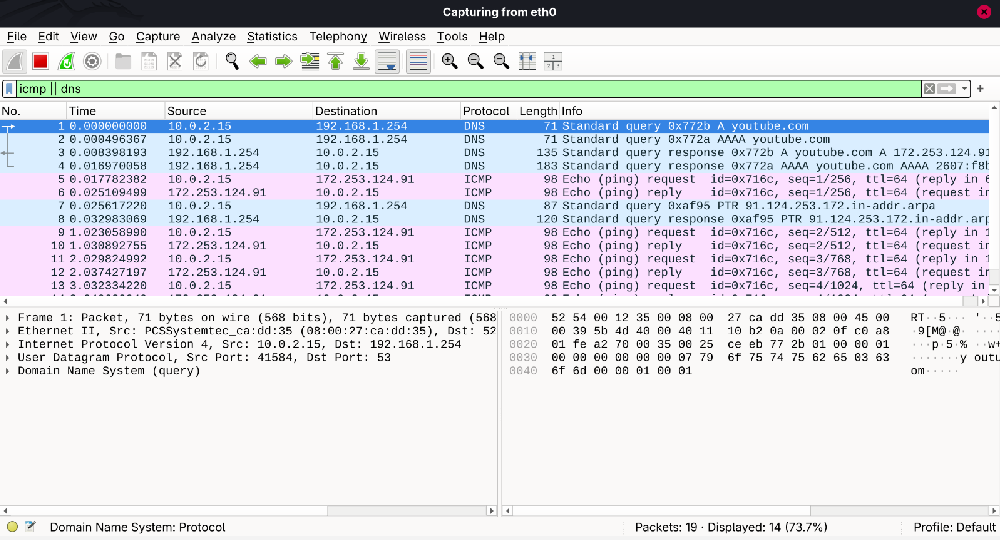 Capturing from eth0
File Edit View Go Capture Analyze Statistics Telephony Wireless Tools Help
icmp || dns
No. Time Source Destination Protocol Length Info
1 0.000000000 10.0.2.15 192.168.1.254 DNS 71 Standard query 0x772b A youtube.com
2 0.000496367 10.0.2.15 192.168.1.254 DNS 71 Standard query 0x772a AAAA youtube.com
3 0.008398193 192.168.1.254 10.0.2.15 DNS 135 Standard query response 0x772b A youtube.com A 172.253.124.91
4 0.016970058 192.168.1.254 10.0.2.15 DNS 183 Standard query response 0x772a AAAA youtube.com AAAA 2607:f8b
5 0.017782382 10.0.2.15 172.253.124.91 ICMP 98 Echo (ping) request id=0x716c, seq=1/256, ttl=64 (reply in 6
6 0.025109499 172.253.124.91 10.0.2.15 ICMP 98 Echo (ping) reply id=0x716c, seq=1/256, ttl=64 (request in
7 0.025617220 10.0.2.15 192.168.1.254 DNS 87 Standard query 0xaf95 PTR 91.124.253.172.in-addr.arpa
8 0.032983069 192.168.1.254 10.0.2.15 DNS 120 Standard query response 0xaf95 PTR 91.124.253.172.in-addr.arp
9 1.023058990 10.0.2.15 172.253.124.91 ICMP 98 Echo (ping) request id=0x716c, seq=2/512, ttl=64 (reply in 1
10 1.030892755 172.253.124.91 10.0.2.15 ICMP 98 Echo (ping) reply id=0x716c, seq=2/512, ttl=64 (request in
11 2.029824992 10.0.2.15 172.253.124.91 ICMP 98 Echo (ping) request id=0x716c, seq=3/768, ttl=64 (reply in 1
12 2.037427197 172.253.124.91 10.0.2.15 ICMP 98 Echo (ping) reply id=0x716c, seq=3/768, ttl=64 (request in
13 3.032334220 10.0.2.15 172.253.124.91 ICMP 98 Echo (ping) request id=0x716c, seq=4/1024, ttl=64 (reply in
Frame 1: Packet, 71 bytes on wire (568 bits), 71 bytes captured (568
Ethernet II, Src: PCSSystemtec_ca:dd:35 (08:00:27:ca:dd:35), Dst: 52
Internet Protocol Version 4, Src: 10.0.2.15, Dst: 192.168.1.254
User Datagram Protocol, Src Port: 41584, Dst Port: 53
Domain Name System (query)
0000 52 54 00 12 35 00 08 00 27 ca dd 35 08 00 45 00 RT··5··· '··5
0010 00 39 5b 4d 40 00 40 11 10 b2 0a 00 02 0f c0 a8 ·9[M@·@· ····
0020 01 fe a2 70 00 35 00 25 ce eb 77 2b 01 00 00 01 ···p·5·% ··w+
0030 00 00 00 00 00 00 07 79 6f 75 74 75 62 65 03 63 ·······y outu
0040 6f 6d 00 00 01 00 01 om·····
Domain Name System: Protocol
Packets: 19 · Displayed: 14 (73.7%)
Profile: Default